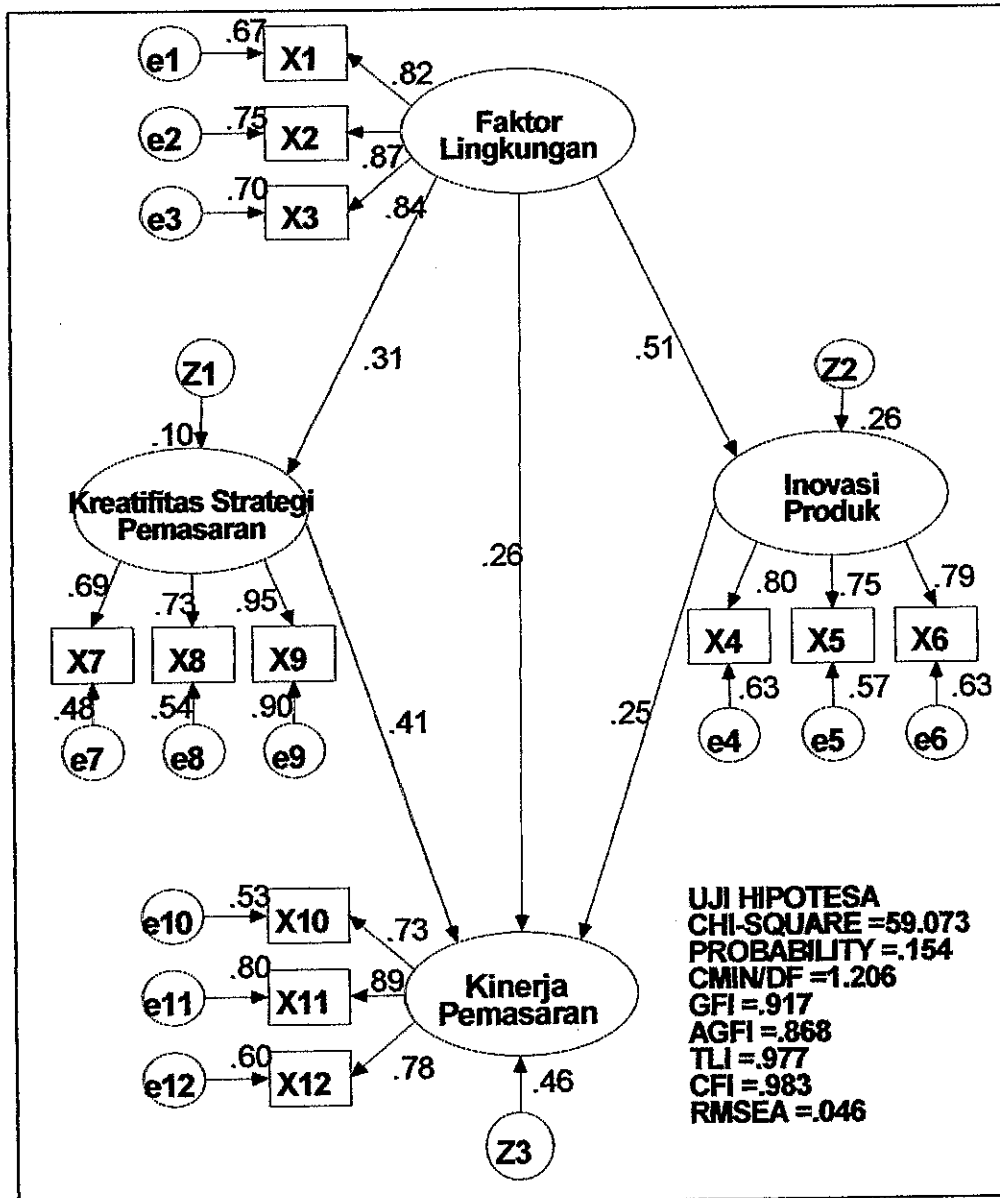 .67
e1
X1
.82
.75
e2
X2
.87
.70
e3
X3
.84
Faktor
Lingkungan
.31
.51
Z1
.10
Z2
.26
Kreatifitas Strategi
Pemasaran
Inovasi
Produk
.26
.69
.73
.95
X7
X8
X9
.48
.54
.90
e7
e8
e9
.80
.75
.79
X4
X5
X6
.63
.57
.63
e4
e5
e6
.41
.25
.53
e10
X10
.73
.80
e11
X11
.89
.60
e12
X12
.78
Kinerja
Pemasaran
.46
Z3
UJI HIPOTESA
CHI-SQUARE =59.073
PROBABILITY =.154
CMIN/DF =1.206
GFI =.917
AGFI =.868
TLI =.977
CFI =.983
RMSEA =.046